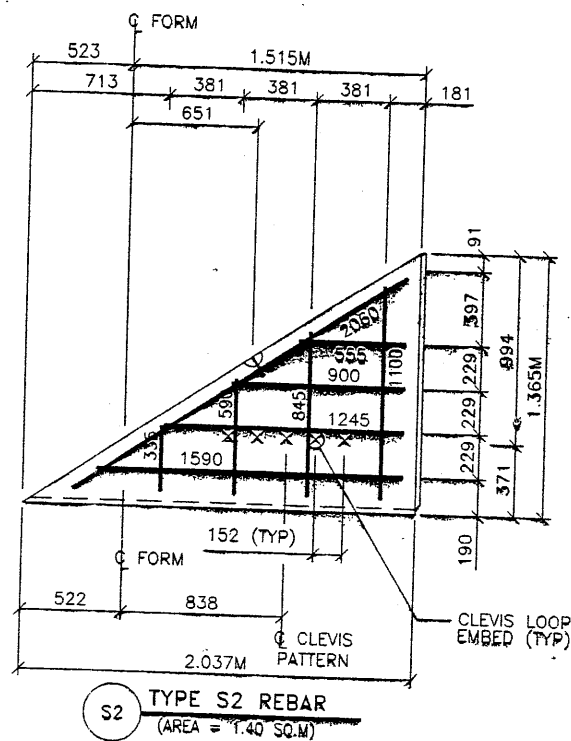 ℄ FORM
523
1.515M
713
381
381
381
181
651
91
397
994
1.365M
229
229
229
371
190
2060
555
900
1100
590
845
1245
1590
152 (TYP)
℄ FORM
522
838
℄ CLEVIS
PATTERN
2.037M
CLEVIS LOOP
EMBED (TYP)
S2
TYPE S2 REBAR
(AREA = 1.40 SQ.M)